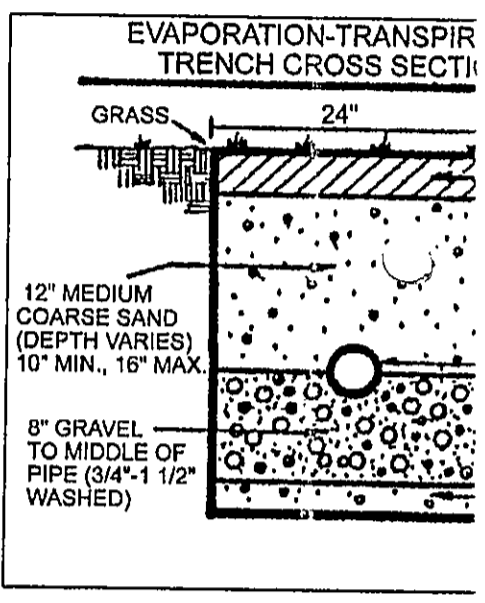 EVAPORATION-TRANSPIR
TRENCH CROSS SECTI
GRASS
24"
12" MEDIUM
COARSE SAND
(DEPTH VARIES)
10" MIN., 16" MAX.
8" GRAVEL
TO MIDDLE OF
PIPE (3/4"-1 1/2"
WASHED)